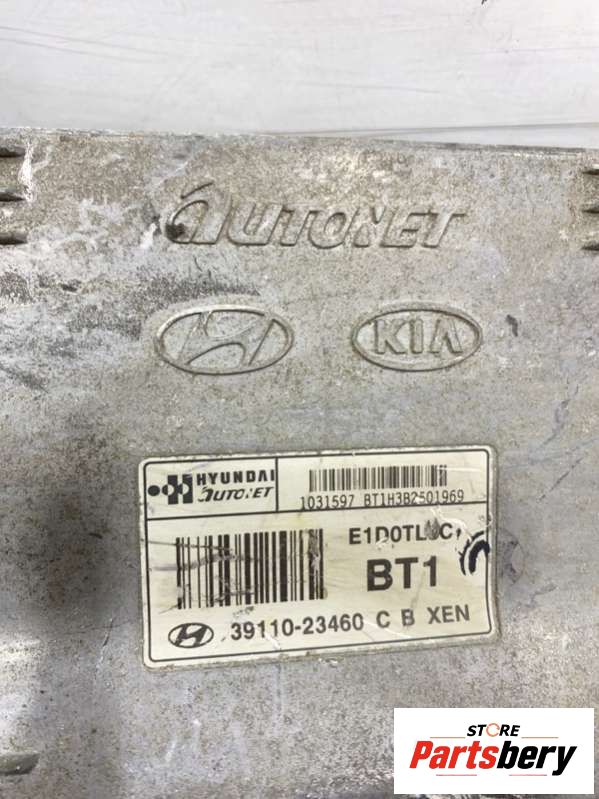 AUTONET
KIA
HYUNDAI
AUTONET
1031597 BT1H3B2501969
BT1
39110-23460 C B XEN
STORE
Partsbery